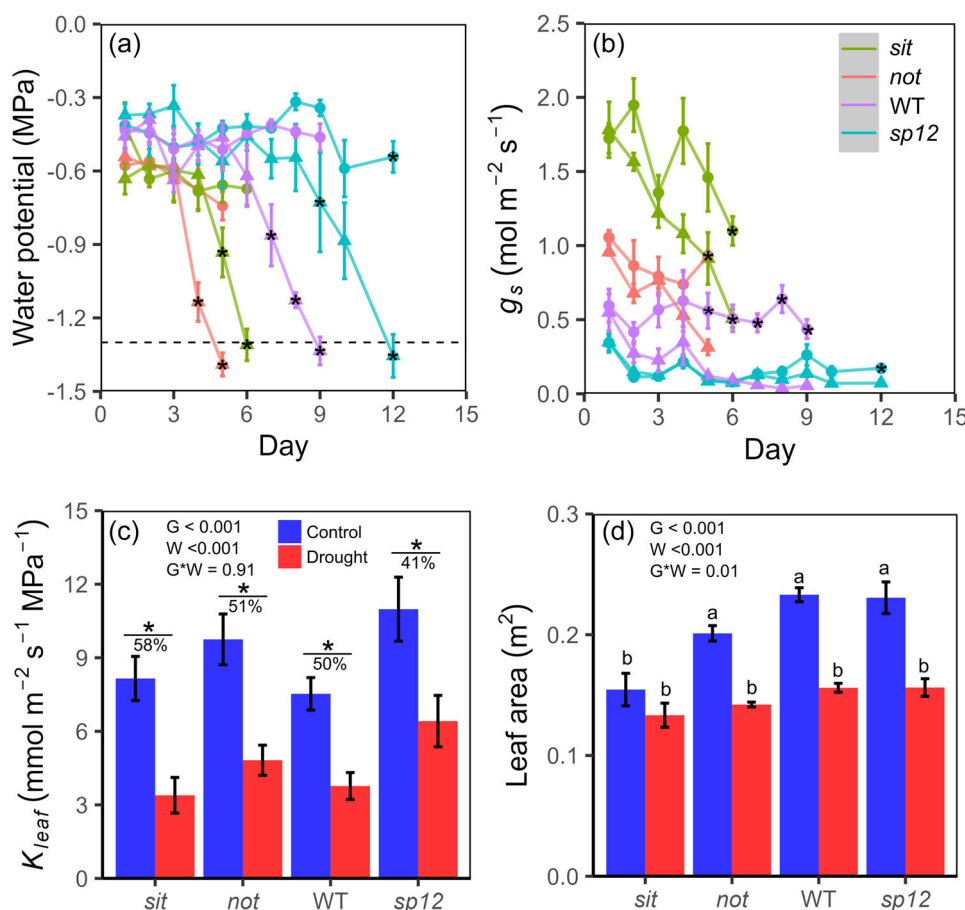 (a)
Water potential (MPa)
0.0
-0.3
-0.6
-0.9
-1.2
-1.5
0 3 6 9 12 15
Day
(b)
gs (mol m−2 s−1)
2.5
2.0
1.5
1.0
0.5
0.0
0 3 6 9 12 15
Day
sit
not
WT
sp12
(c)
Kleaf (mmol m−2 s−1 MPa−1)
15
12
9
6
3
0
G < 0.001
W <0.001
G*W = 0.91
Control
Drought
*
58%
*
51%
*
50%
*
41%
sit not WT sp12
(d)
Leaf area (m2)
0.3
0.2
0.1
0.0
G < 0.001
W <0.001
G*W = 0.01
b b a b a b a b
sit not WT sp12